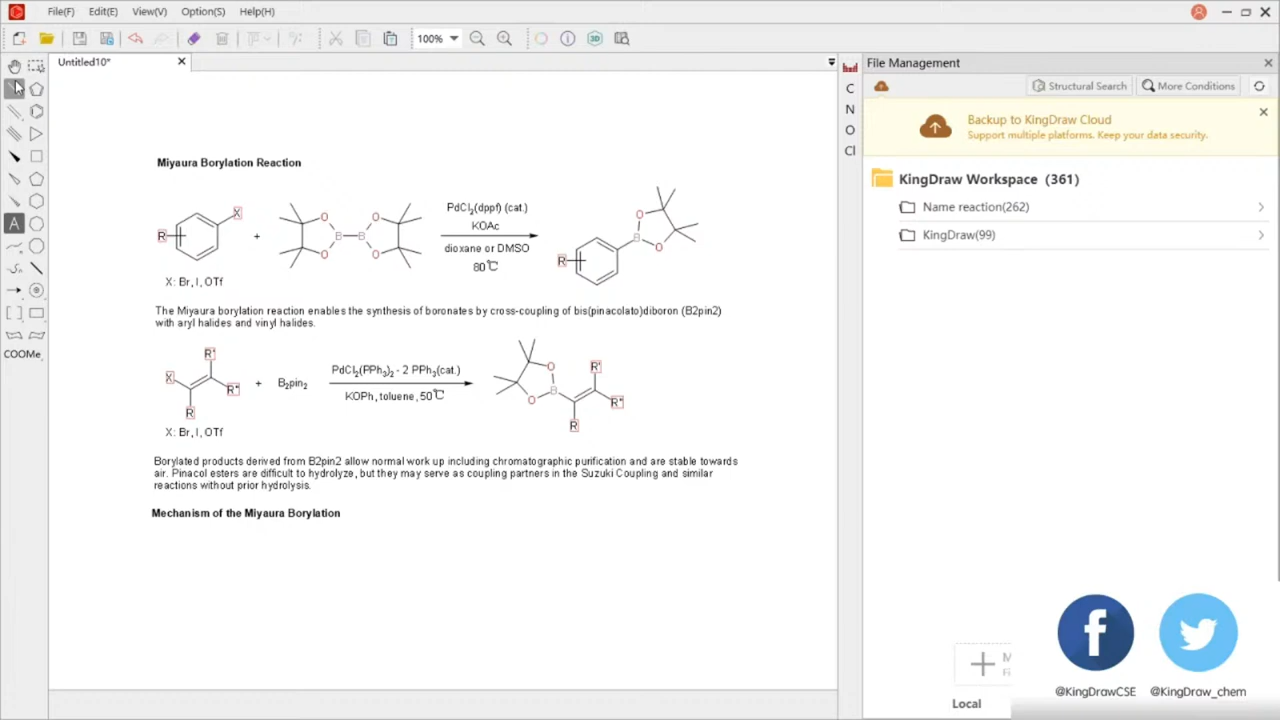 File(F) Edit(E) View(V) Option(S) Help(H)
100%
3D
Untitled10*
File Management
Structural Search
More Conditions
Backup to KingDraw Cloud
Support multiple platforms. Keep your data security.
KingDraw Workspace (361)
Name reaction(262)
KingDraw(99)
C
N
O
Cl
A
COOMe
Miyaura Borylation Reaction
R X + O O B B O O
PdCl2(dppf) (cat.)
KOAc
dioxane or DMSO
80℃
R B O O
X: Br, I, OTf
The Miyaura borylation reaction enables the synthesis of boronates by cross-coupling of bis(pinacolato)diboron (B2pin2)
with aryl halides and vinyl halides.
X R' R" R + B2pin2
PdCl2(PPh3)2 - 2 PPh3(cat.)
KOPh, toluene, 50℃
O O B R' R" R
X: Br, I, OTf
Borylated products derived from B2pin2 allow normal work up including chromatographic purification and are stable towards
air. Pinacol esters are difficult to hydrolyze, but they may serve as coupling partners in the Suzuki Coupling and similar
reactions without prior hydrolysis.
Mechanism of the Miyaura Borylation
Local
@KingDrawCSE
@KingDraw_chem